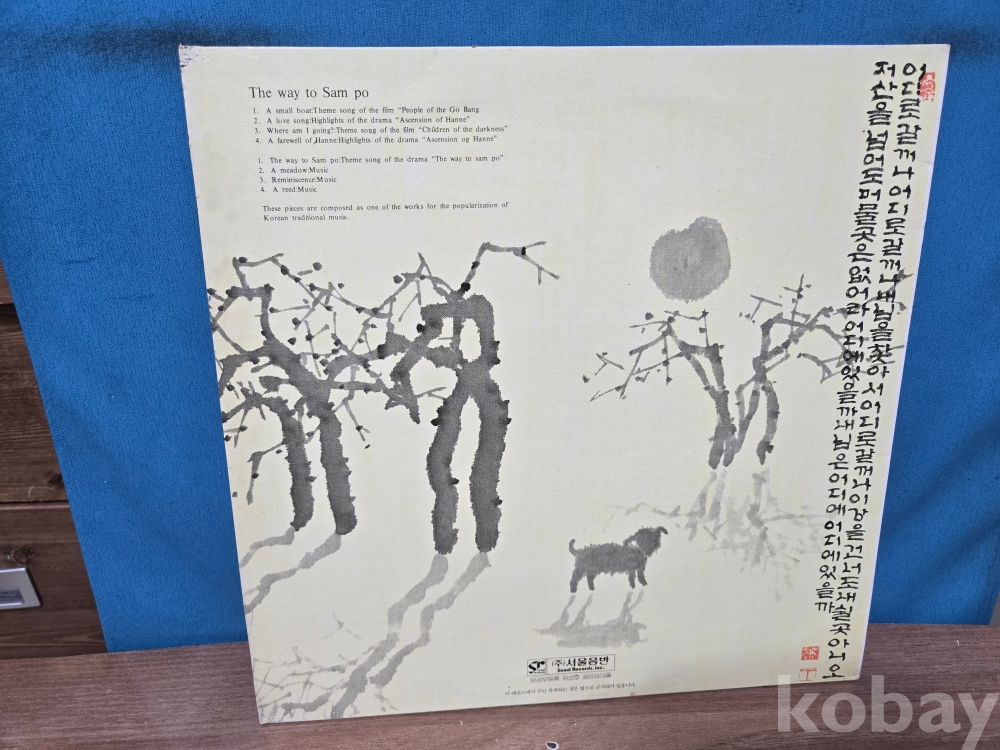 The way to Sam po
1. A small boat:Theme song of the film "People of the Go Bang
2. A love song:Highlights of the drama "Ascension of Hanne"
3. Where am I going?:Theme song of the film "Children of the darkness"
4. A farewell of Hanne:Highlights of the drama "Ascension og Hanne"
1. The way to Sam po:Theme song of the drama "The way to sam po"
2. A meadow:Music
3. Reminiscence:Music
4. A reed:Music
These pieces are composed as one of the works for the popularization of
Korean traditional music.
어디로 갈꺼나 어디로 갈꺼나 내 님을 찾아서 어디로 갈꺼나 이 강을 건너도 내 쉴 곳 아니오
저 산을 넘어도 머물 곳은 없어라 어디에 있을까 내 님은 어디에 어디에 있을까
SR (주)서울음반
Seoul Records, Inc.
kobay